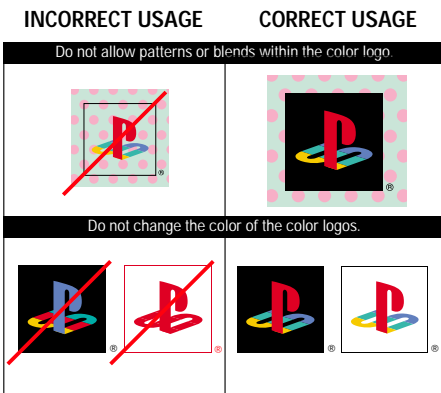 INCORRECT USAGE CORRECT USAGE
Do not allow patterns or blends within the color logo.
®
®
Do not change the color of the color logos.
® ® ® ®